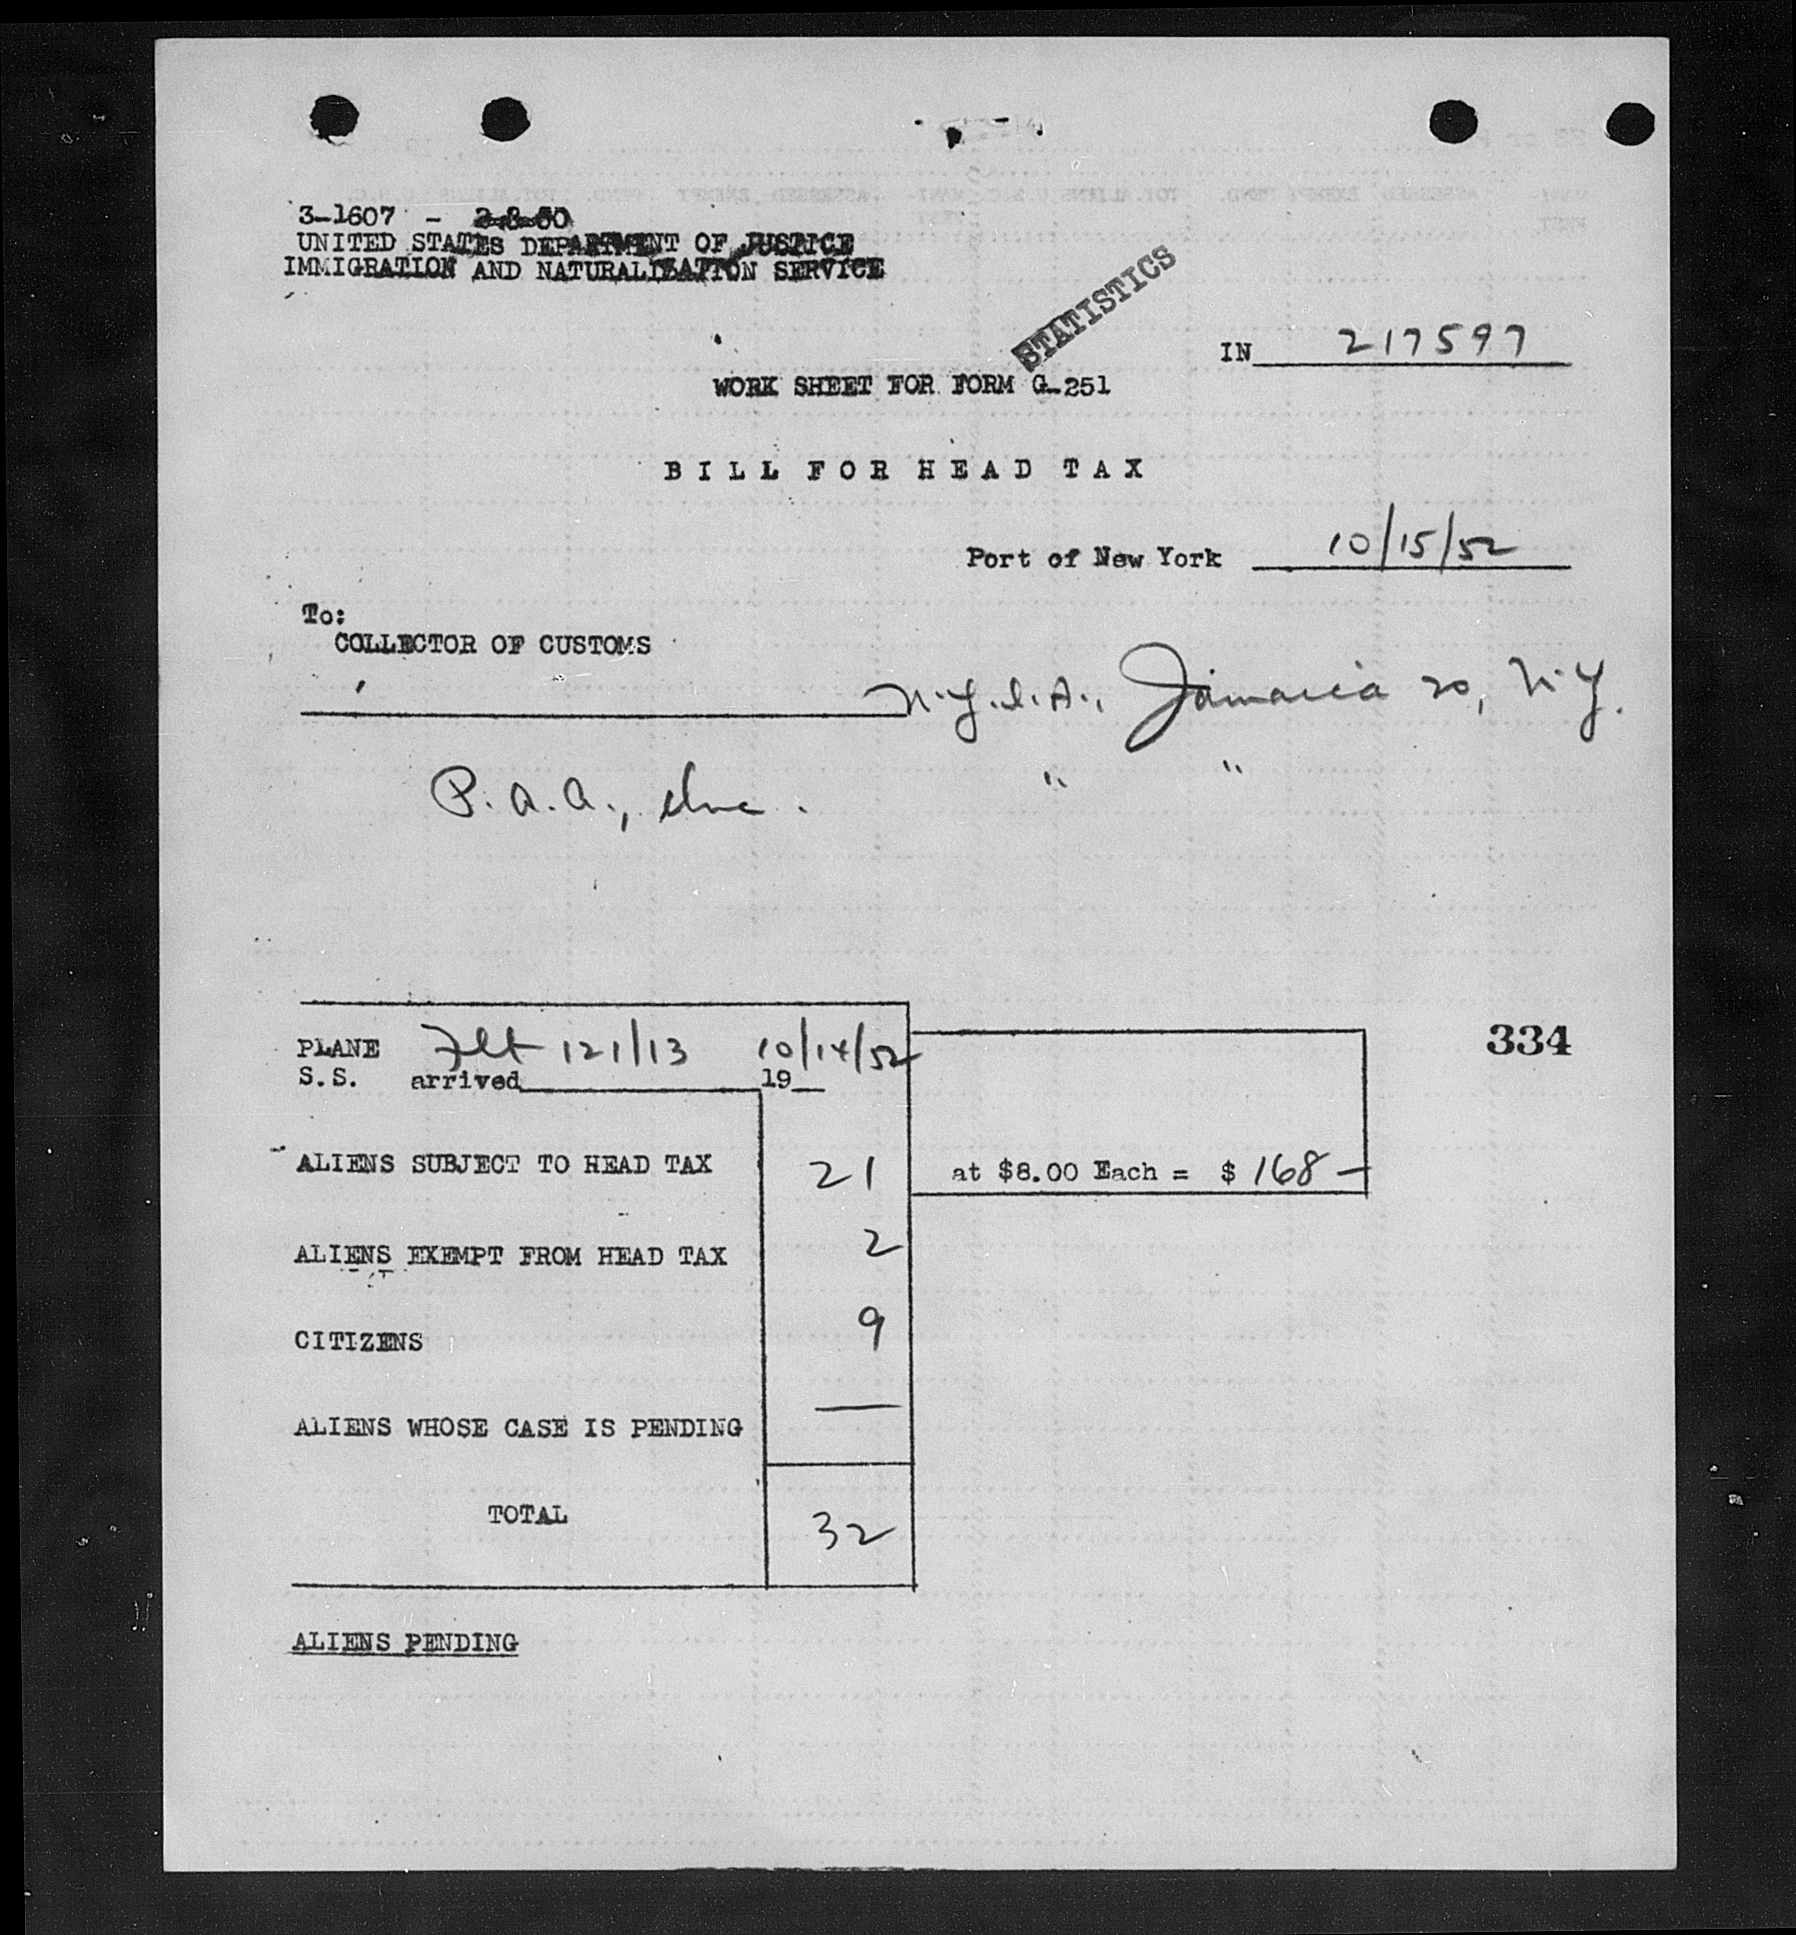 3-1607 - 2-8-50
UNITED STATES DEPARTMENT OF JUSTICE
IMMIGRATION AND NATURALIZATION SERVICE
STATISTICS
IN 217597
WORK SHEET FOR FORM G-251
BILL FOR HEAD TAX
Port of New York 10/15/52
To:
COLLECTOR OF CUSTOMS
N.Y.I.A., Jamaica 20, N.Y.
P.A.A., Inc. " "
PLANE Flt 121/13 10/14/52
S.S. arrived 19
334
ALIENS SUBJECT TO HEAD TAX 21 at $8.00 Each = $ 168 —
ALIENS EXEMPT FROM HEAD TAX 2
CITIZENS 9
ALIENS WHOSE CASE IS PENDING —
TOTAL 32
ALIENS PENDING